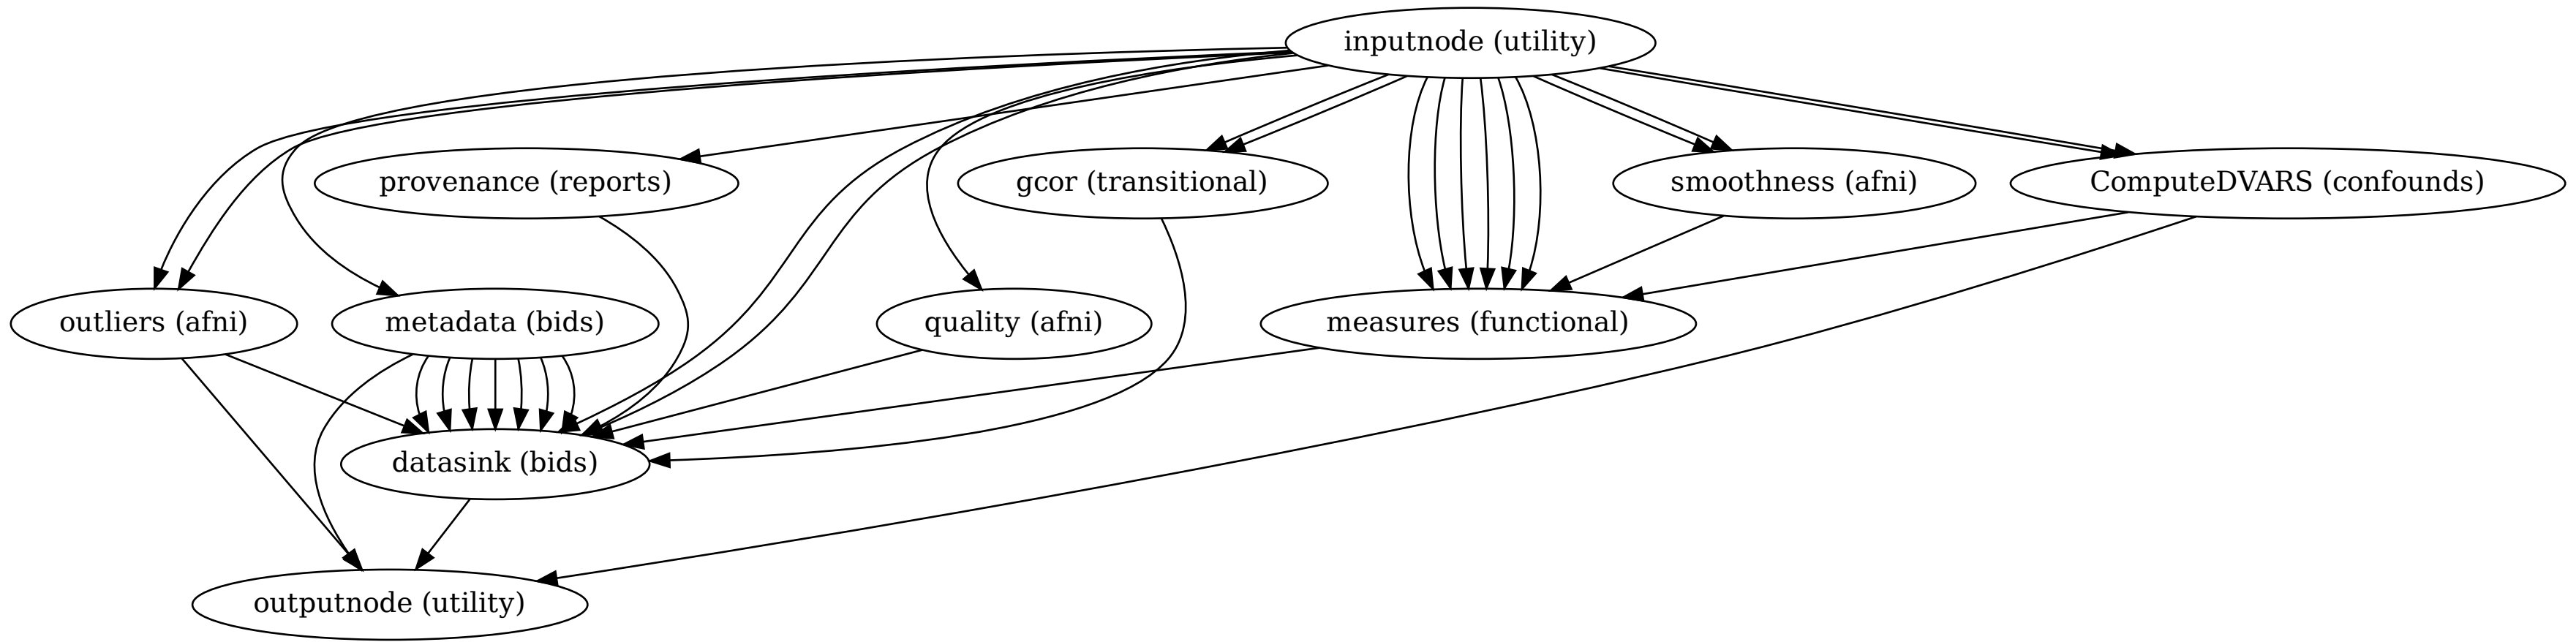 inputnode (utility)
provenance (reports)
gcor (transitional)
smoothness (afni)
ComputeDVARS (confounds)
outliers (afni)
metadata (bids)
quality (afni)
measures (functional)
datasink (bids)
outputnode (utility)